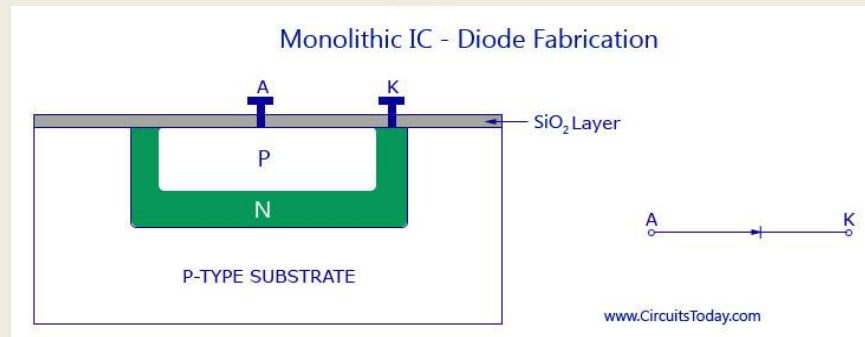 Monolithic IC - Diode Fabrication
A K
SiO₂ Layer
P
N
P-TYPE SUBSTRATE
A K
www.CircuitsToday.com